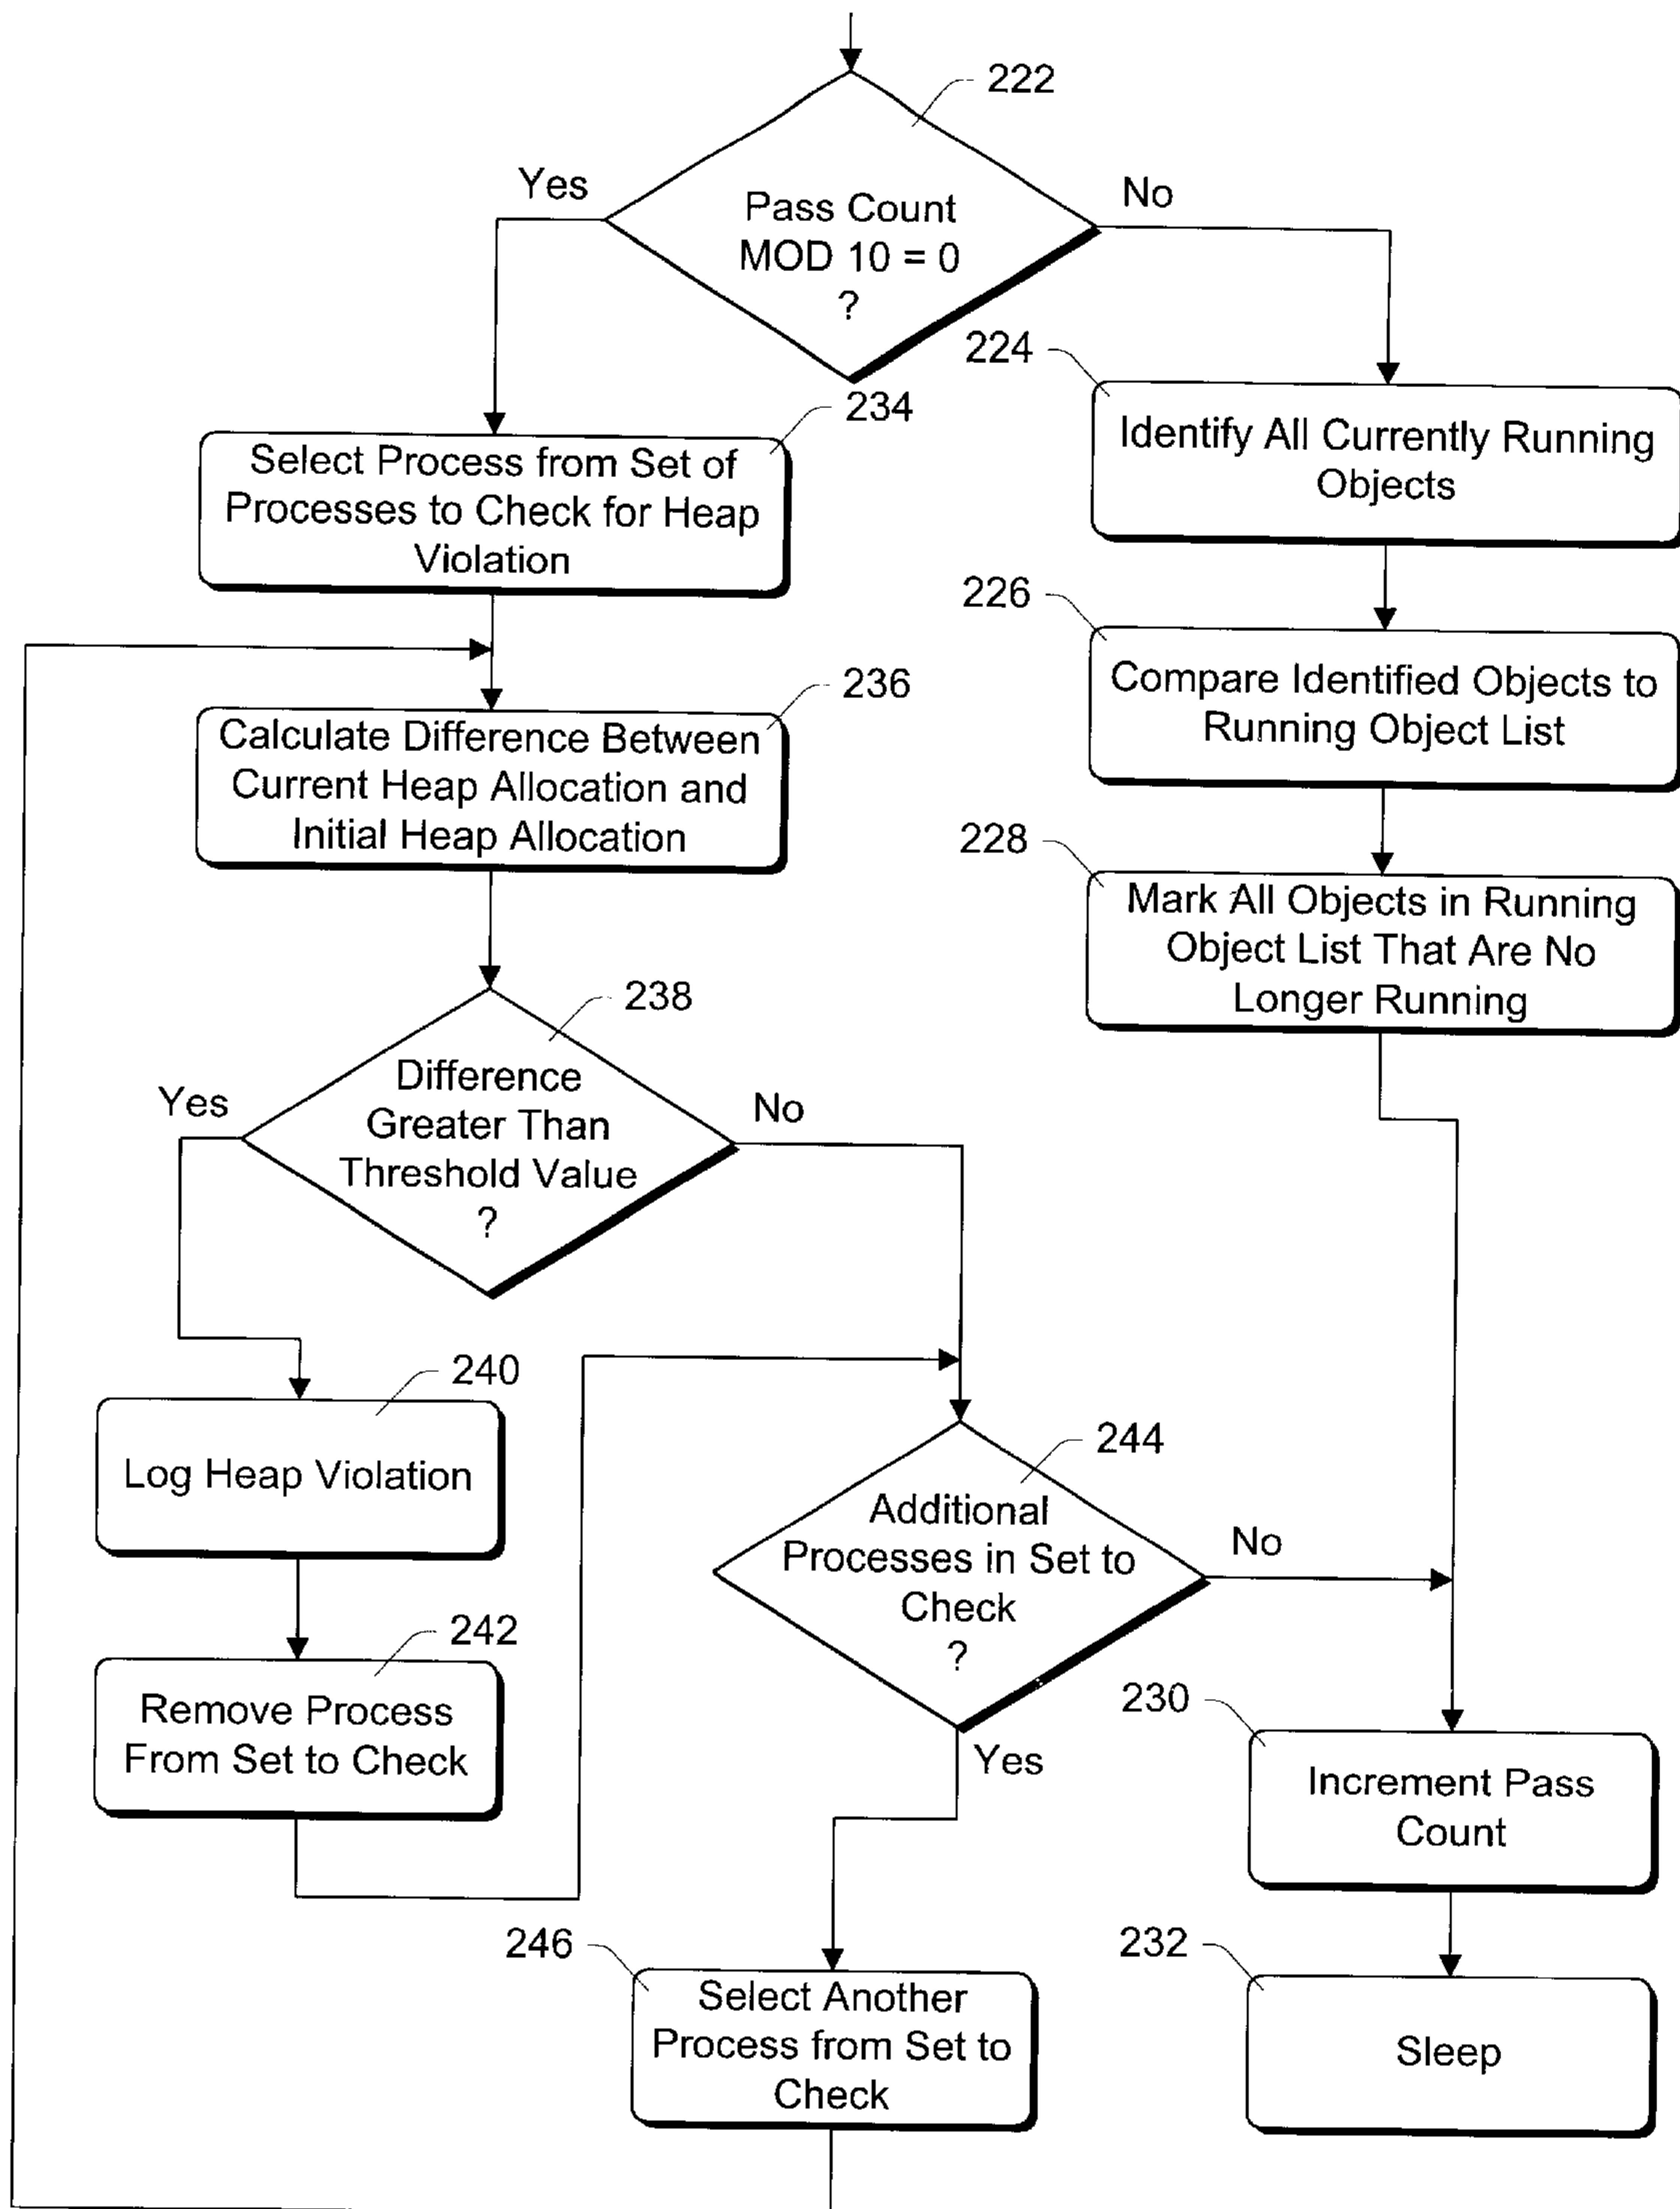 222
Yes
No
Pass Count
MOD 10 = 0
?
224
234
Identify All Currently Running
Objects
Select Process from Set of
Processes to Check for Heap
Violation
226
Compare Identified Objects to
Running Object List
236
Calculate Difference Between
Current Heap Allocation and
Initial Heap Allocation
228
Mark All Objects in Running
Object List That Are No
Longer Running
238
Yes
No
Difference
Greater Than
Threshold Value
?
240
Log Heap Violation
244
Additional
Processes in Set to
Check
?
No
242
Remove Process
From Set to Check
230
Yes
Increment Pass
Count
246
Select Another
Process from Set to
Check
232
Sleep